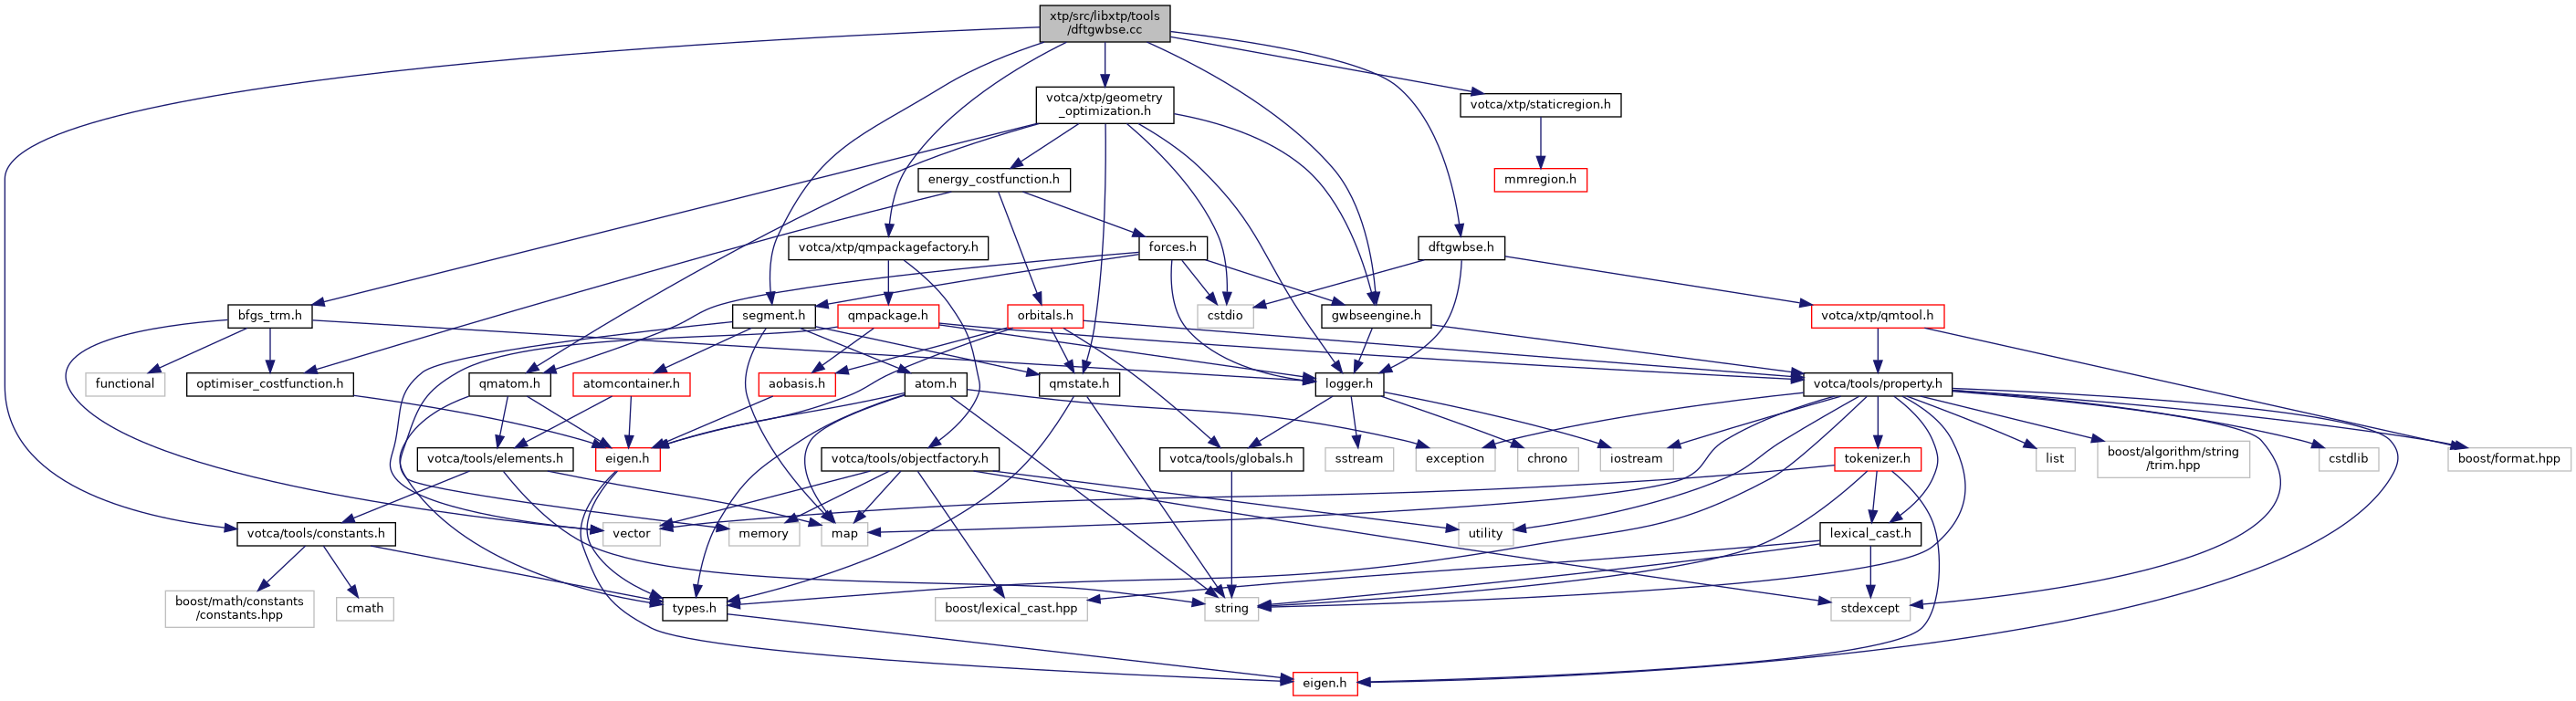 xtp/src/libxtp/tools
/dftgwbse.cc
votca/xtp/geometry
_optimization.h
votca/xtp/staticregion.h
energy_costfunction.h
mmregion.h
votca/xtp/qmpackagefactory.h
forces.h
dftgwbse.h
bfgs_trm.h
segment.h
qmpackage.h
orbitals.h
cstdio
gwbseengine.h
votca/xtp/qmtool.h
functional
optimiser_costfunction.h
qmatom.h
atomcontainer.h
aobasis.h
atom.h
qmstate.h
logger.h
votca/tools/property.h
votca/tools/elements.h
eigen.h
votca/tools/objectfactory.h
votca/tools/globals.h
sstream
exception
chrono
iostream
tokenizer.h
list
boost/algorithm/string
/trim.hpp
cstdlib
boost/format.hpp
votca/tools/constants.h
vector
memory
map
utility
lexical_cast.h
boost/math/constants
/constants.hpp
cmath
types.h
boost/lexical_cast.hpp
string
stdexcept
eigen.h